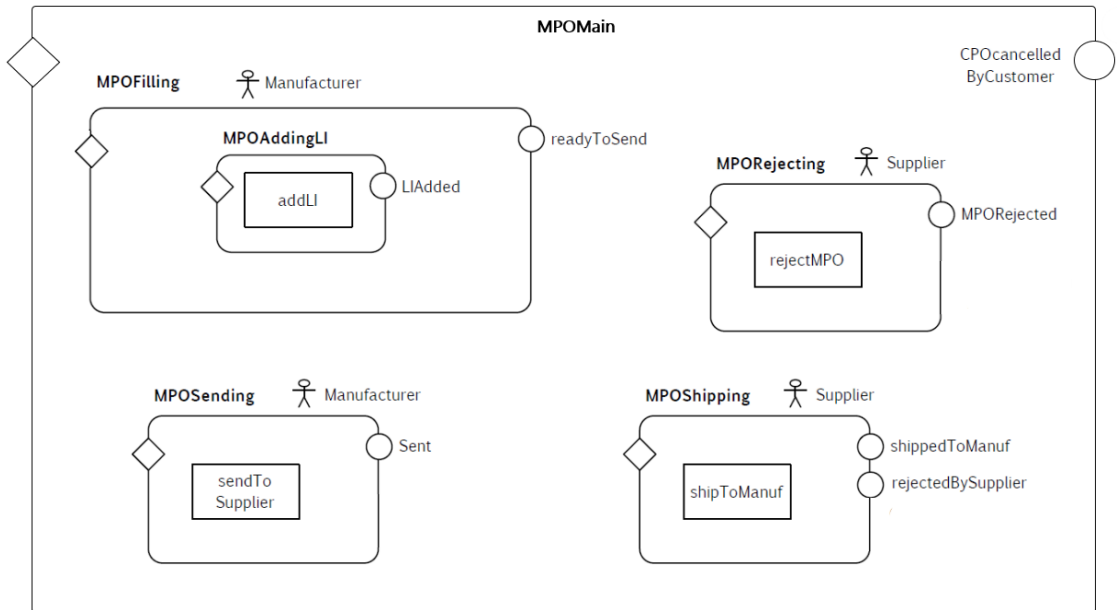 MPOMain
CPOcancelled
ByCustomer
MPOFilling
Manufacturer
MPOAddingLI
readyToSend
addLI
LIAdded
MPORejecting
Supplier
MPORejected
rejectMPO
MPOSending
Manufacturer
Sent
sendTo
Supplier
MPOShipping
Supplier
shippedToManuf
rejectedBySupplier
shipToManuf